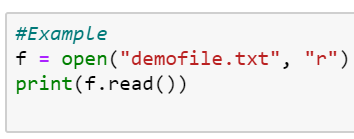 #Example
f = open("demofile.txt", "r")
print(f.read())